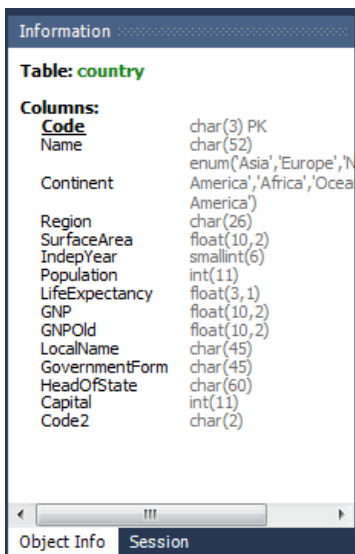 Information
Table: country
Columns:
Code char(3) PK
Name char(52)
Continent enum('Asia','Europe','N
America','Africa','Ocea
America')
Region char(26)
SurfaceArea float(10,2)
IndepYear smallint(6)
Population int(11)
LifeExpectancy float(3,1)
GNP float(10,2)
GNPOld float(10,2)
LocalName char(45)
GovernmentForm char(45)
HeadOfState char(60)
Capital int(11)
Code2 char(2)
Object Info Session